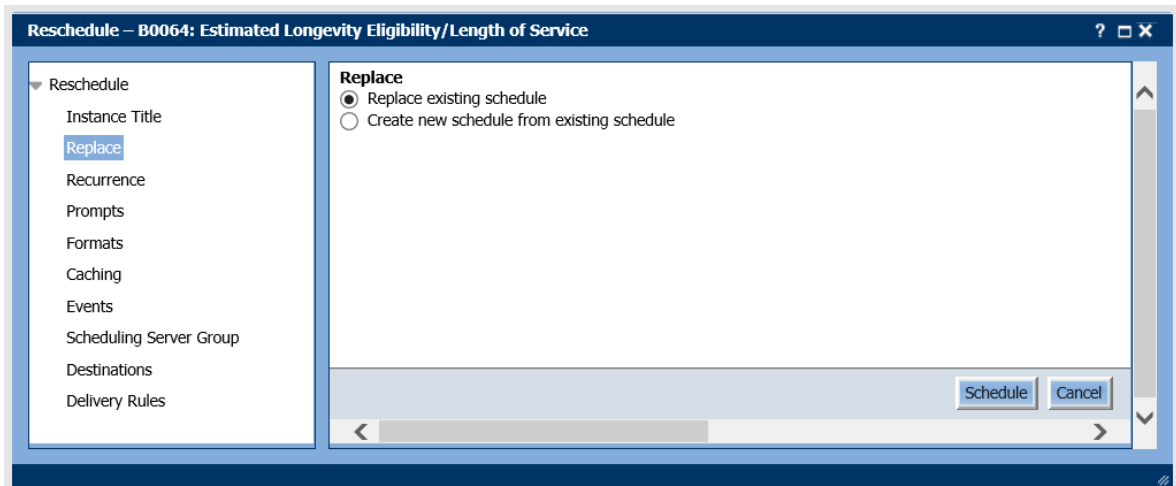 Reschedule – B0064: Estimated Longevity Eligibility/Length of Service ?
Reschedule
Instance Title
Replace
Recurrence
Prompts
Formats
Caching
Events
Scheduling Server Group
Destinations
Delivery Rules
Replace
Replace existing schedule
Create new schedule from existing schedule
Schedule Cancel